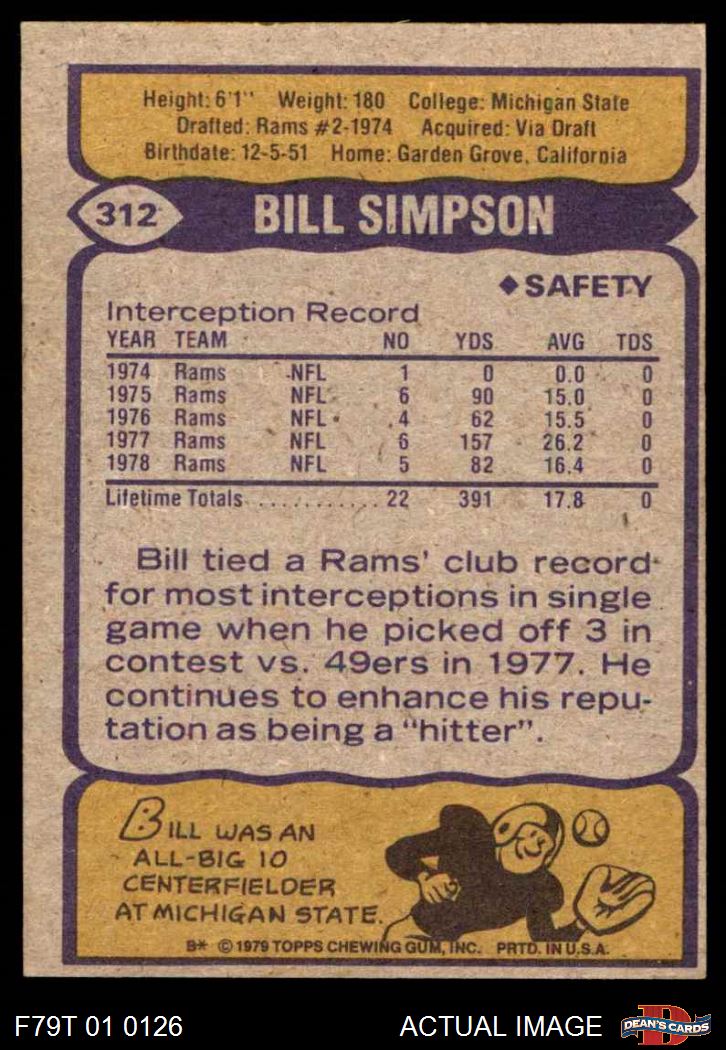 Height: 6'1" Weight: 180 College: Michigan State
Drafted: Rams #2-1974 Acquired: Via Draft
Birthdate: 12-5-51 Home: Garden Grove, California
312 BILL SIMPSON
◆SAFETY
Interception Record
YEAR TEAM NO YDS AVG TDS
1974 Rams NFL 1 0 0.0 0
1975 Rams NFL 6 90 15.0 0
1976 Rams NFL 4 62 15.5 0
1977 Rams NFL 6 157 26.2 0
1978 Rams NFL 5 82 16.4 0
Lifetime Totals............ 22 391 17.8 0
Bill tied a Rams' club record
for most interceptions in single
game when he picked off 3 in
contest vs. 49ers in 1977. He
continues to enhance his repu-
tation as being a "hitter".
BILL WAS AN
ALL-BIG 10
CENTERFIELDER
AT MICHIGAN STATE.
B* © 1979 TOPPS CHEWING GUM, INC. PRTD. IN U.S.A.
F79T 01 0126 ACTUAL IMAGE D DEAN'S CARDS